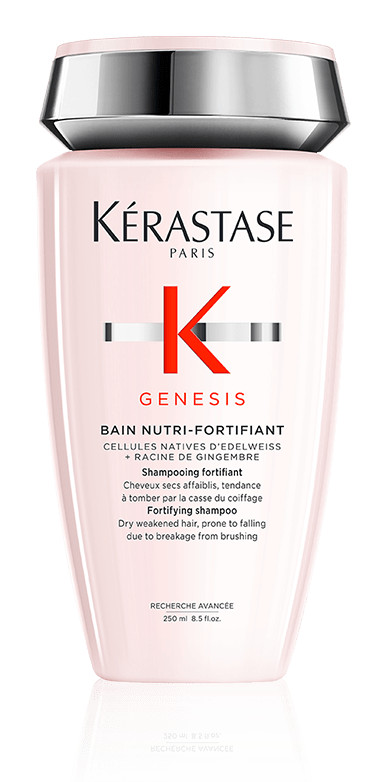 KÉRASTASE
PARIS
K
GENESIS
BAIN NUTRI-FORTIFIANT
CELLULES NATIVES D'EDELWEISS
+ RACINE DE GINGEMBRE
Shampooing fortifiant
Cheveux secs affaiblis, tendance
à tomber par la casse du coiffage
Fortifying shampoo
Dry weakened hair, prone to falling
due to breakage from brushing
RECHERCHE AVANCÉE
250 ml 8.5 fl.oz.